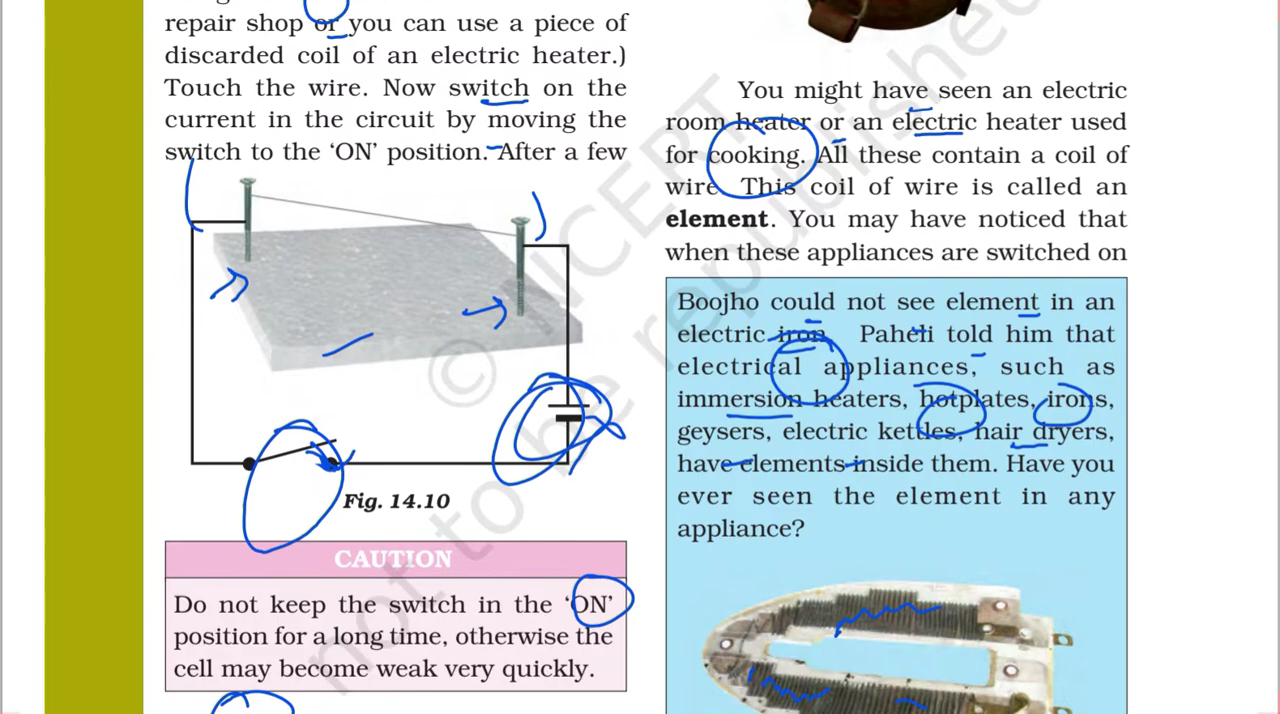 repair shop or you can use a piece of
discarded coil of an electric heater.)
Touch the wire. Now switch on the
current in the circuit by moving the
switch to the ‘ON’ position. After a few
Fig. 14.10
CAUTION
Do not keep the switch in the ‘ON’
position for a long time, otherwise the
cell may become weak very quickly.
You might have seen an electric
room heater or an electric heater used
for cooking. All these contain a coil of
wire. This coil of wire is called an
element. You may have noticed that
when these appliances are switched on
Boojho could not see element in an
electric iron. Paheli told him that
electrical appliances, such as
immersion heaters, hotplates, irons,
geysers, electric kettles, hair dryers,
have elements inside them. Have you
ever seen the element in any
appliance?
© NCERT
not to be republished